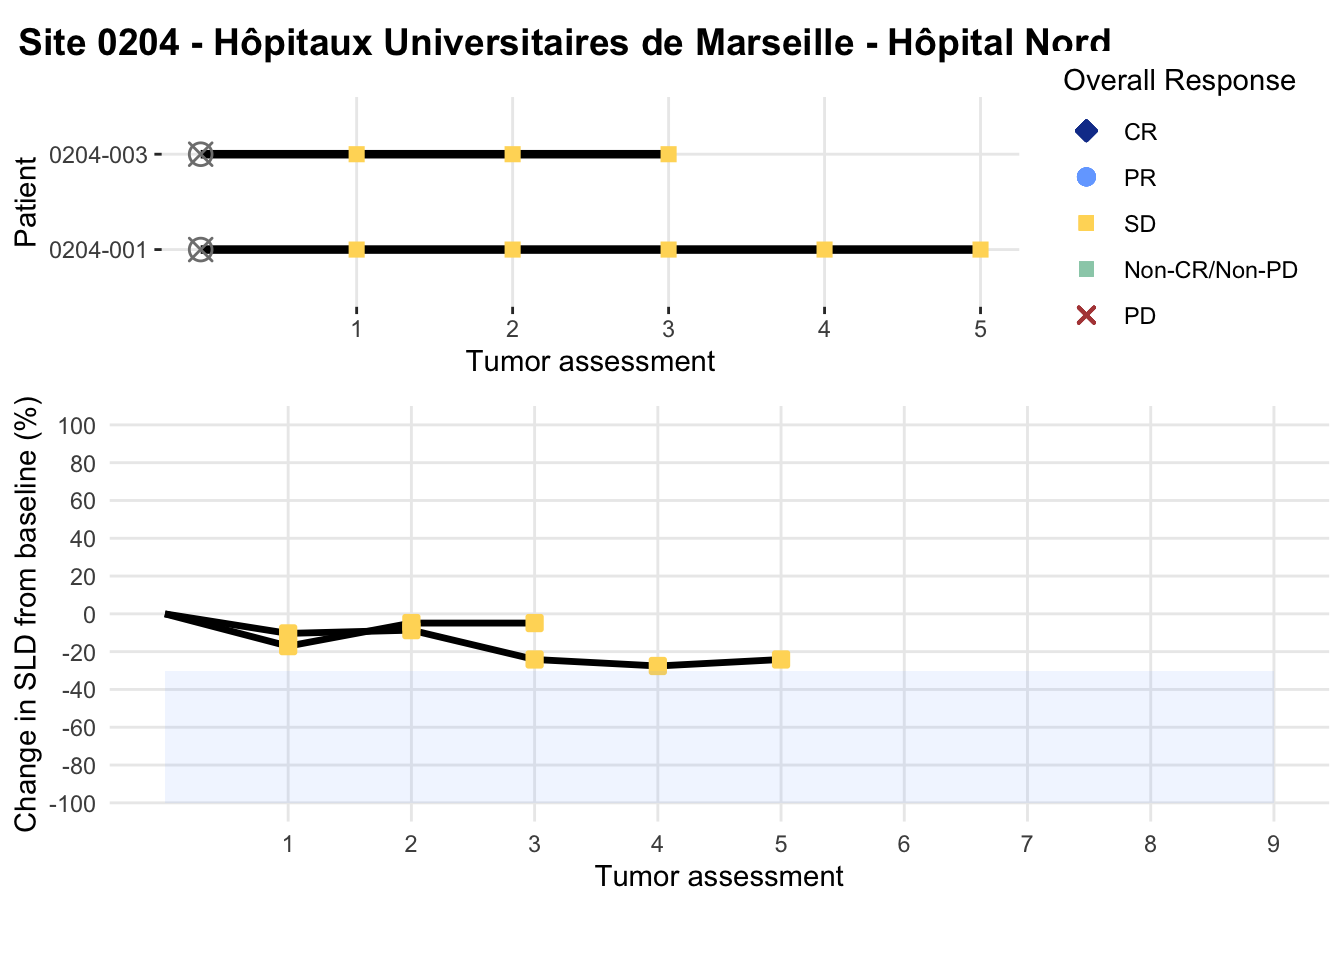 Site 0204 - Hôpitaux Universitaires de Marseille - Hôpital Nord
Overall Response
CR
PR
SD
Non-CR/Non-PD
PD
Patient
0204-003
0204-001
1 2 3 4 5
Tumor assessment
Change in SLD from baseline (%)
100
80
60
40
20
0
-20
-40
-60
-80
-100
1 2 3 4 5 6 7 8 9
Tumor assessment